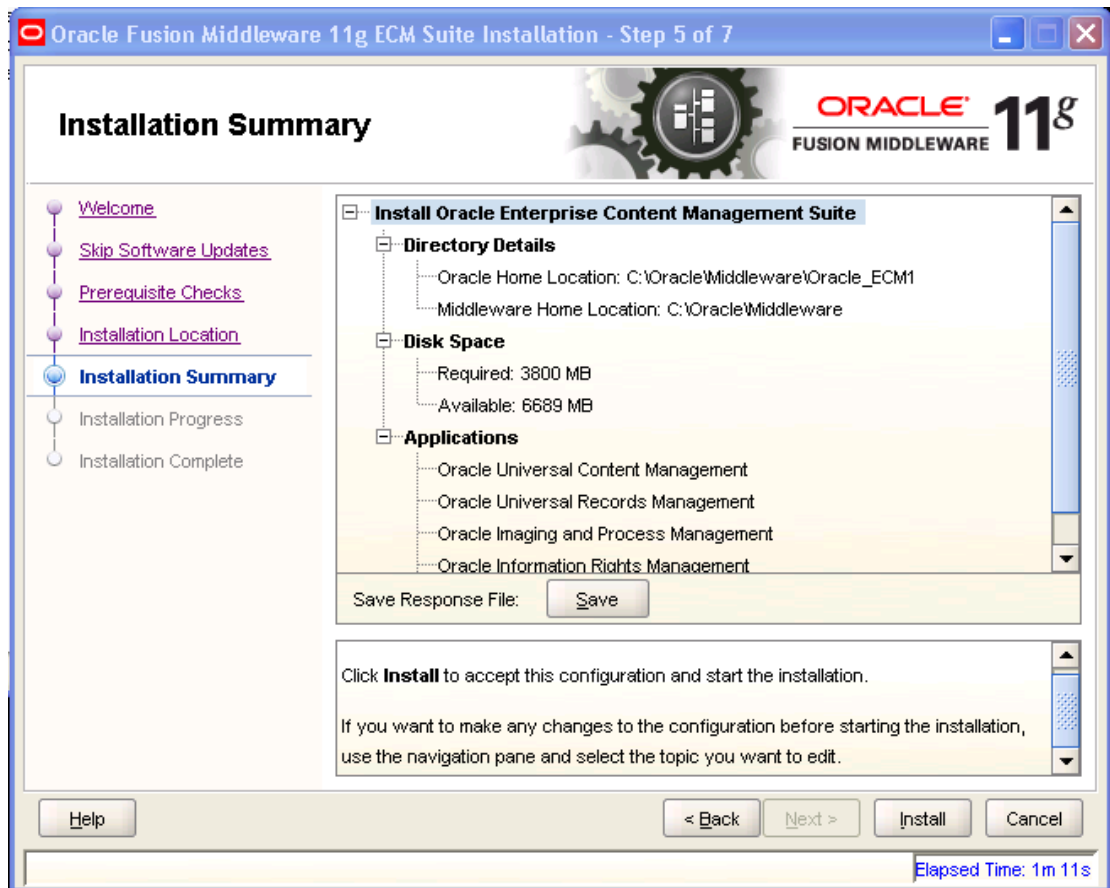 Oracle Fusion Middleware 11g ECM Suite Installation - Step 5 of 7
Installation Summary
ORACLE
FUSION MIDDLEWARE
11g
Welcome
Skip Software Updates
Prerequisite Checks
Installation Location
Installation Summary
Installation Progress
Installation Complete
Install Oracle Enterprise Content Management Suite
Directory Details
Oracle Home Location: C:\Oracle\Middleware\Oracle_ECM1
Middleware Home Location: C:\Oracle\Middleware
Disk Space
Required: 3800 MB
Available: 6689 MB
Applications
Oracle Universal Content Management
Oracle Universal Records Management
Oracle Imaging and Process Management
Oracle Information Rights Management
Save Response File:
Save
Click Install to accept this configuration and start the installation.
If you want to make any changes to the configuration before starting the installation,
use the navigation pane and select the topic you want to edit.
Help
< Back
Next >
Install
Cancel
Elapsed Time: 1m 11s